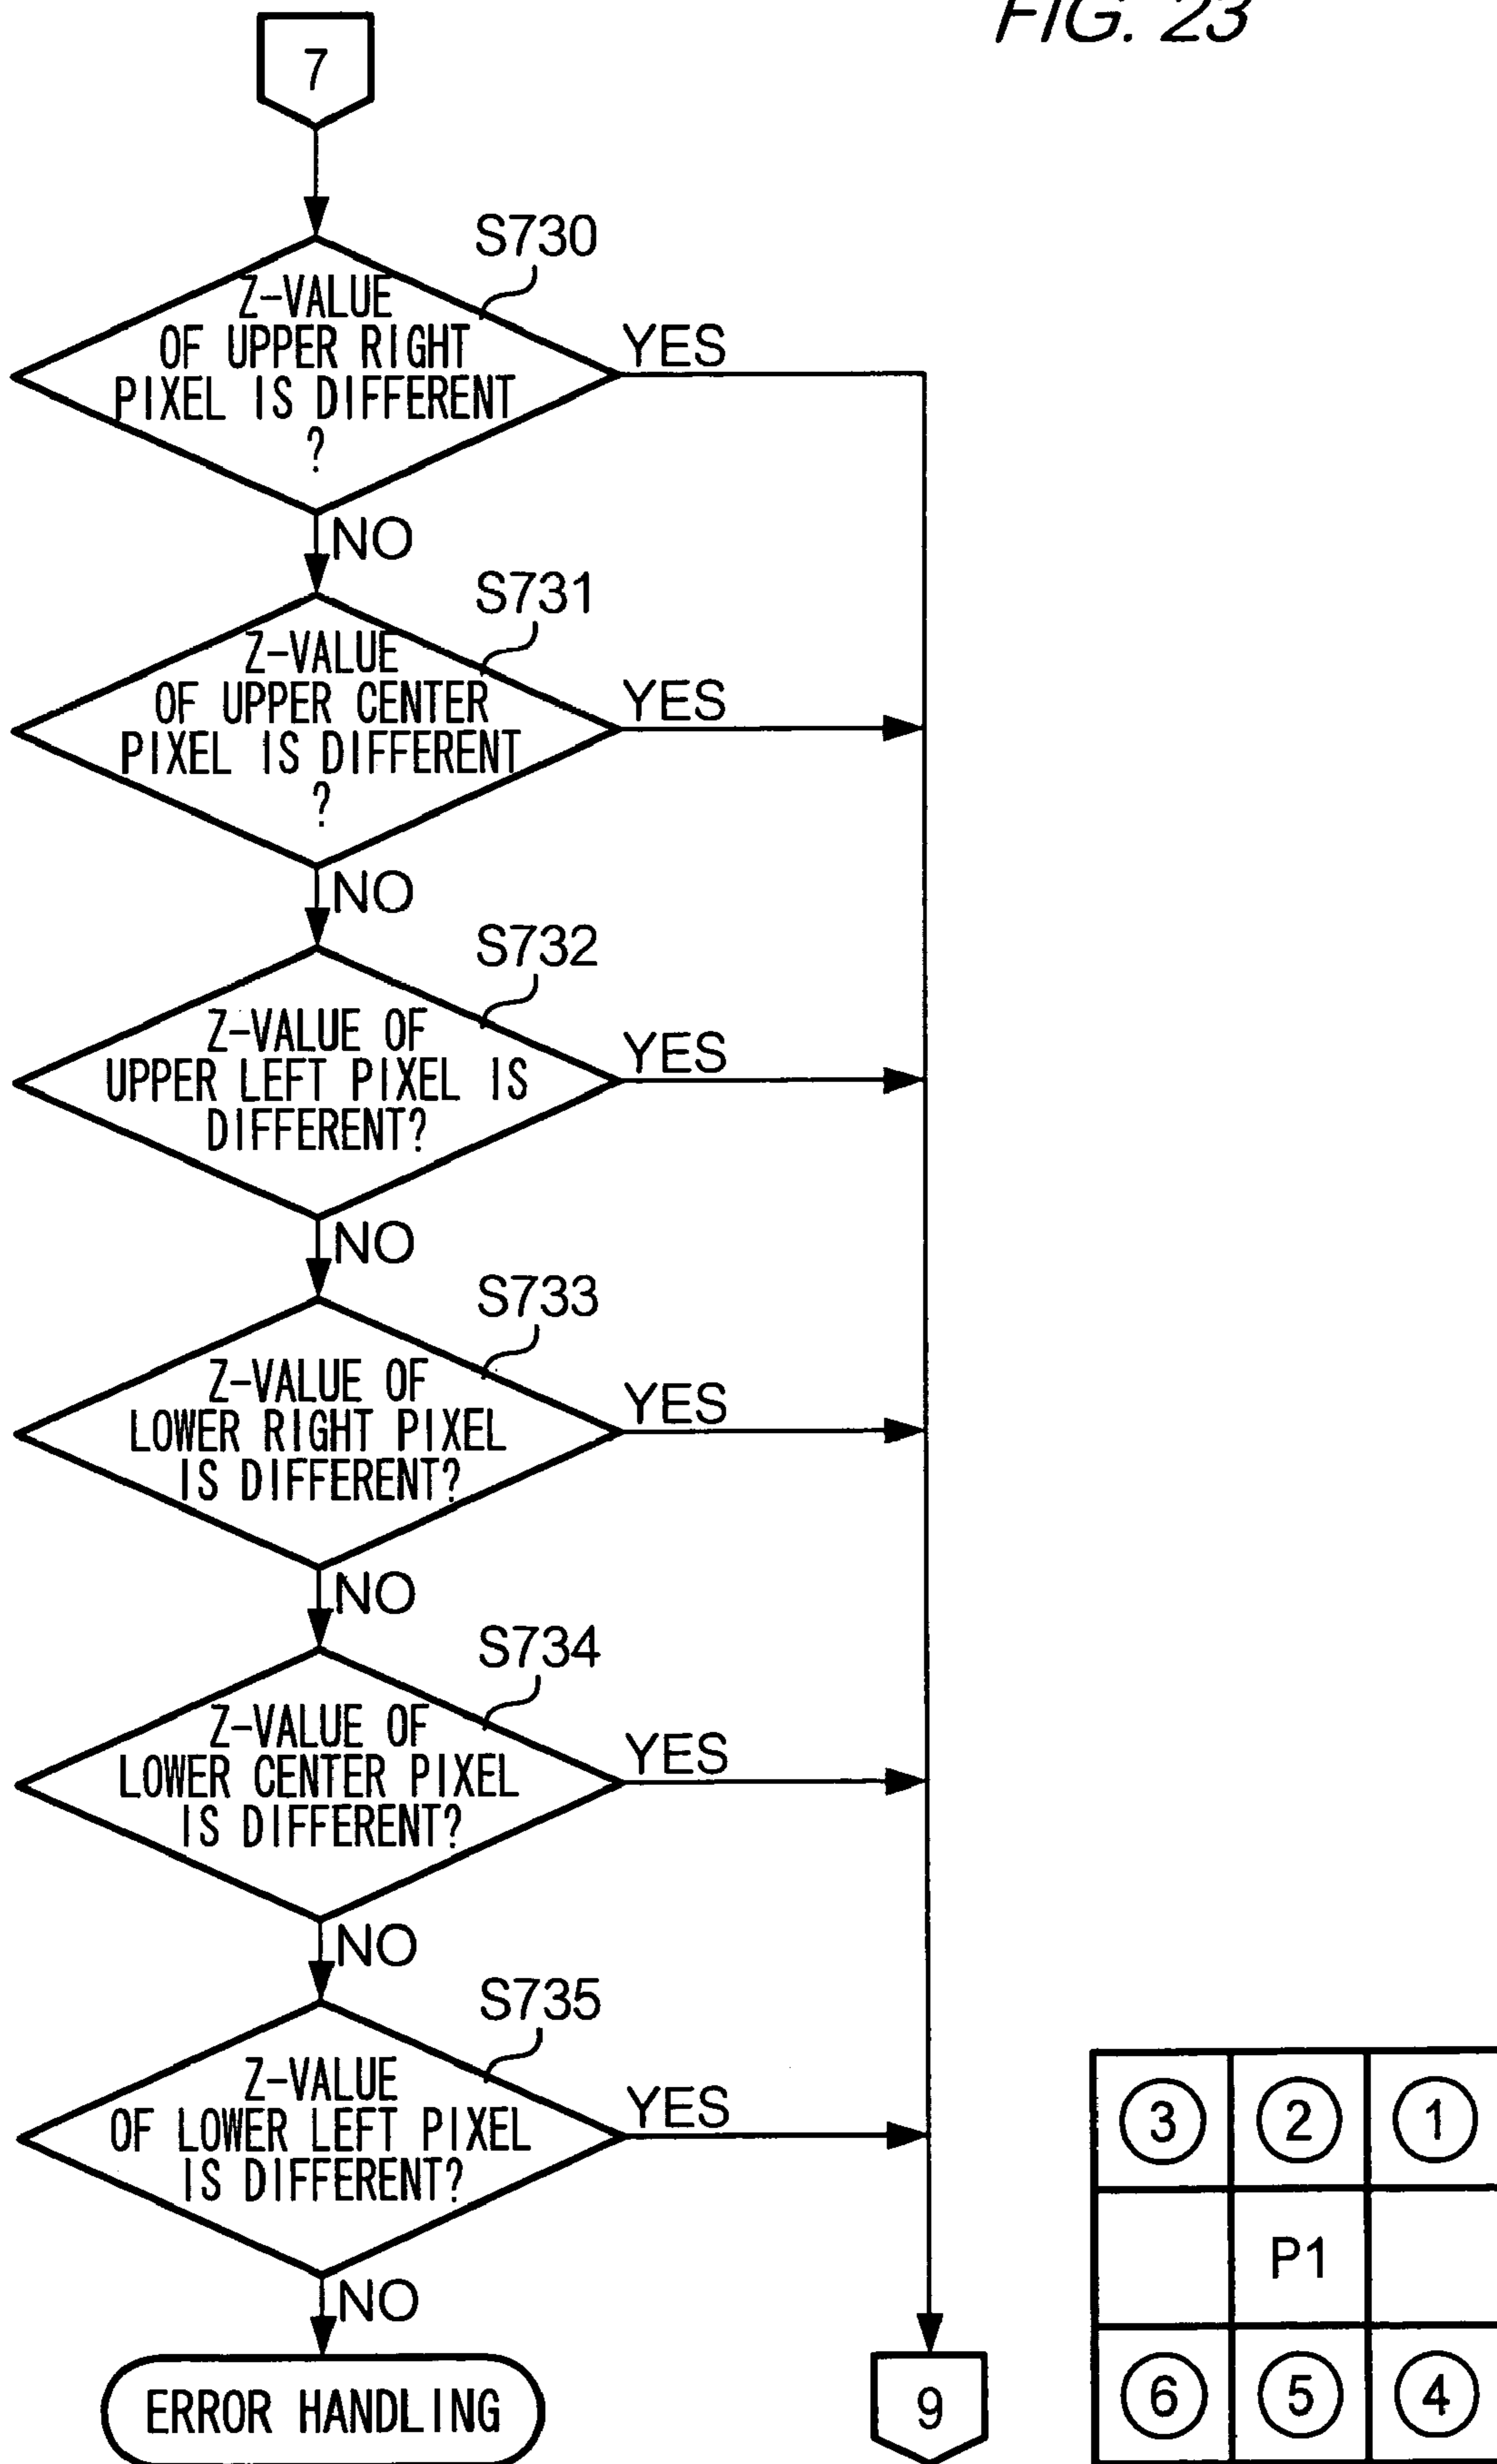 FIG. 23
7
S730
Z-VALUE
OF UPPER RIGHT
PIXEL IS DIFFERENT
?
YES
NO
S731
Z-VALUE
OF UPPER CENTER
PIXEL IS DIFFERENT
?
YES
NO
S732
Z-VALUE OF
UPPER LEFT PIXEL IS
DIFFERENT?
YES
NO
S733
Z-VALUE OF
LOWER RIGHT PIXEL
IS DIFFERENT?
YES
NO
S734
Z-VALUE OF
LOWER CENTER PIXEL
IS DIFFERENT?
YES
NO
S735
Z-VALUE
OF LOWER LEFT PIXEL
IS DIFFERENT?
YES
NO
ERROR HANDLING
9
3 2 1
P1
6 5 4